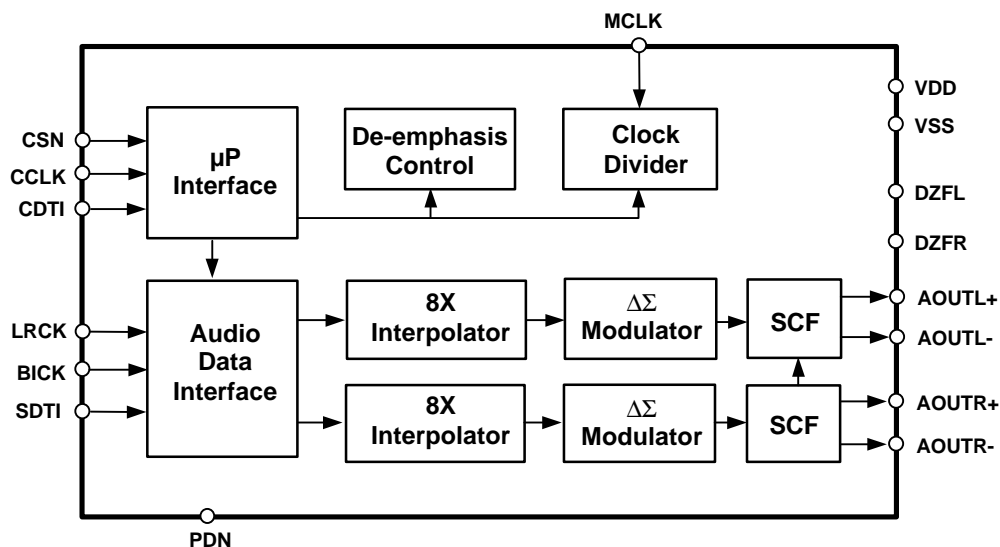 MCLK
VDD
VSS
DZFL
DZFR
CSN
CCLK
CDTI
µP
Interface
De-emphasis
Control
Clock
Divider
LRCK
BICK
SDTI
Audio
Data
Interface
8X
Interpolator
ΔΣ
Modulator
SCF
AOUTL+
AOUTL-
8X
Interpolator
ΔΣ
Modulator
SCF
AOUTR+
AOUTR-
PDN